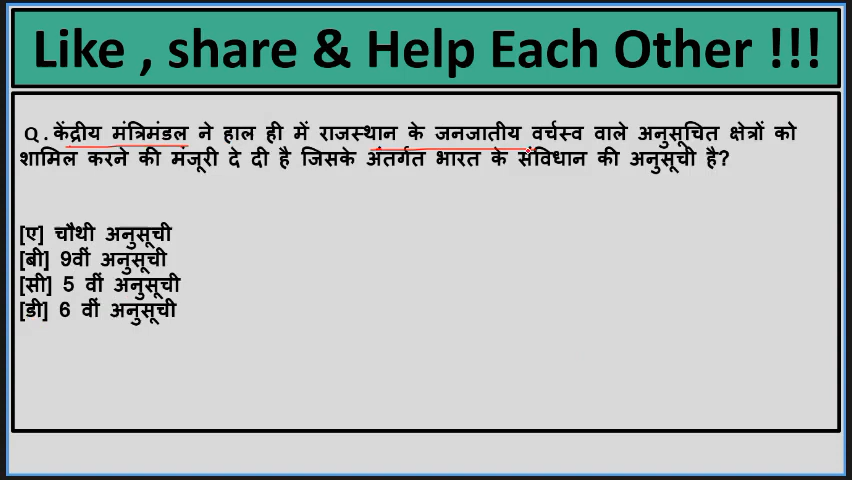 Like , share & Help Each Other !!!
Q . केंद्रीय मंत्रिमंडल ने हाल ही में राजस्थान के जनजातीय वर्चस्व वाले अनुसूचित क्षेत्रों को
शामिल करने की मंजूरी दे दी है जिसके अंतर्गत भारत के संविधान की अनुसूची है?
[ए] चौथी अनुसूची
[बी] 9वीं अनुसूची
[सी] 5 वीं अनुसूची
[डी] 6 वीं अनुसूची